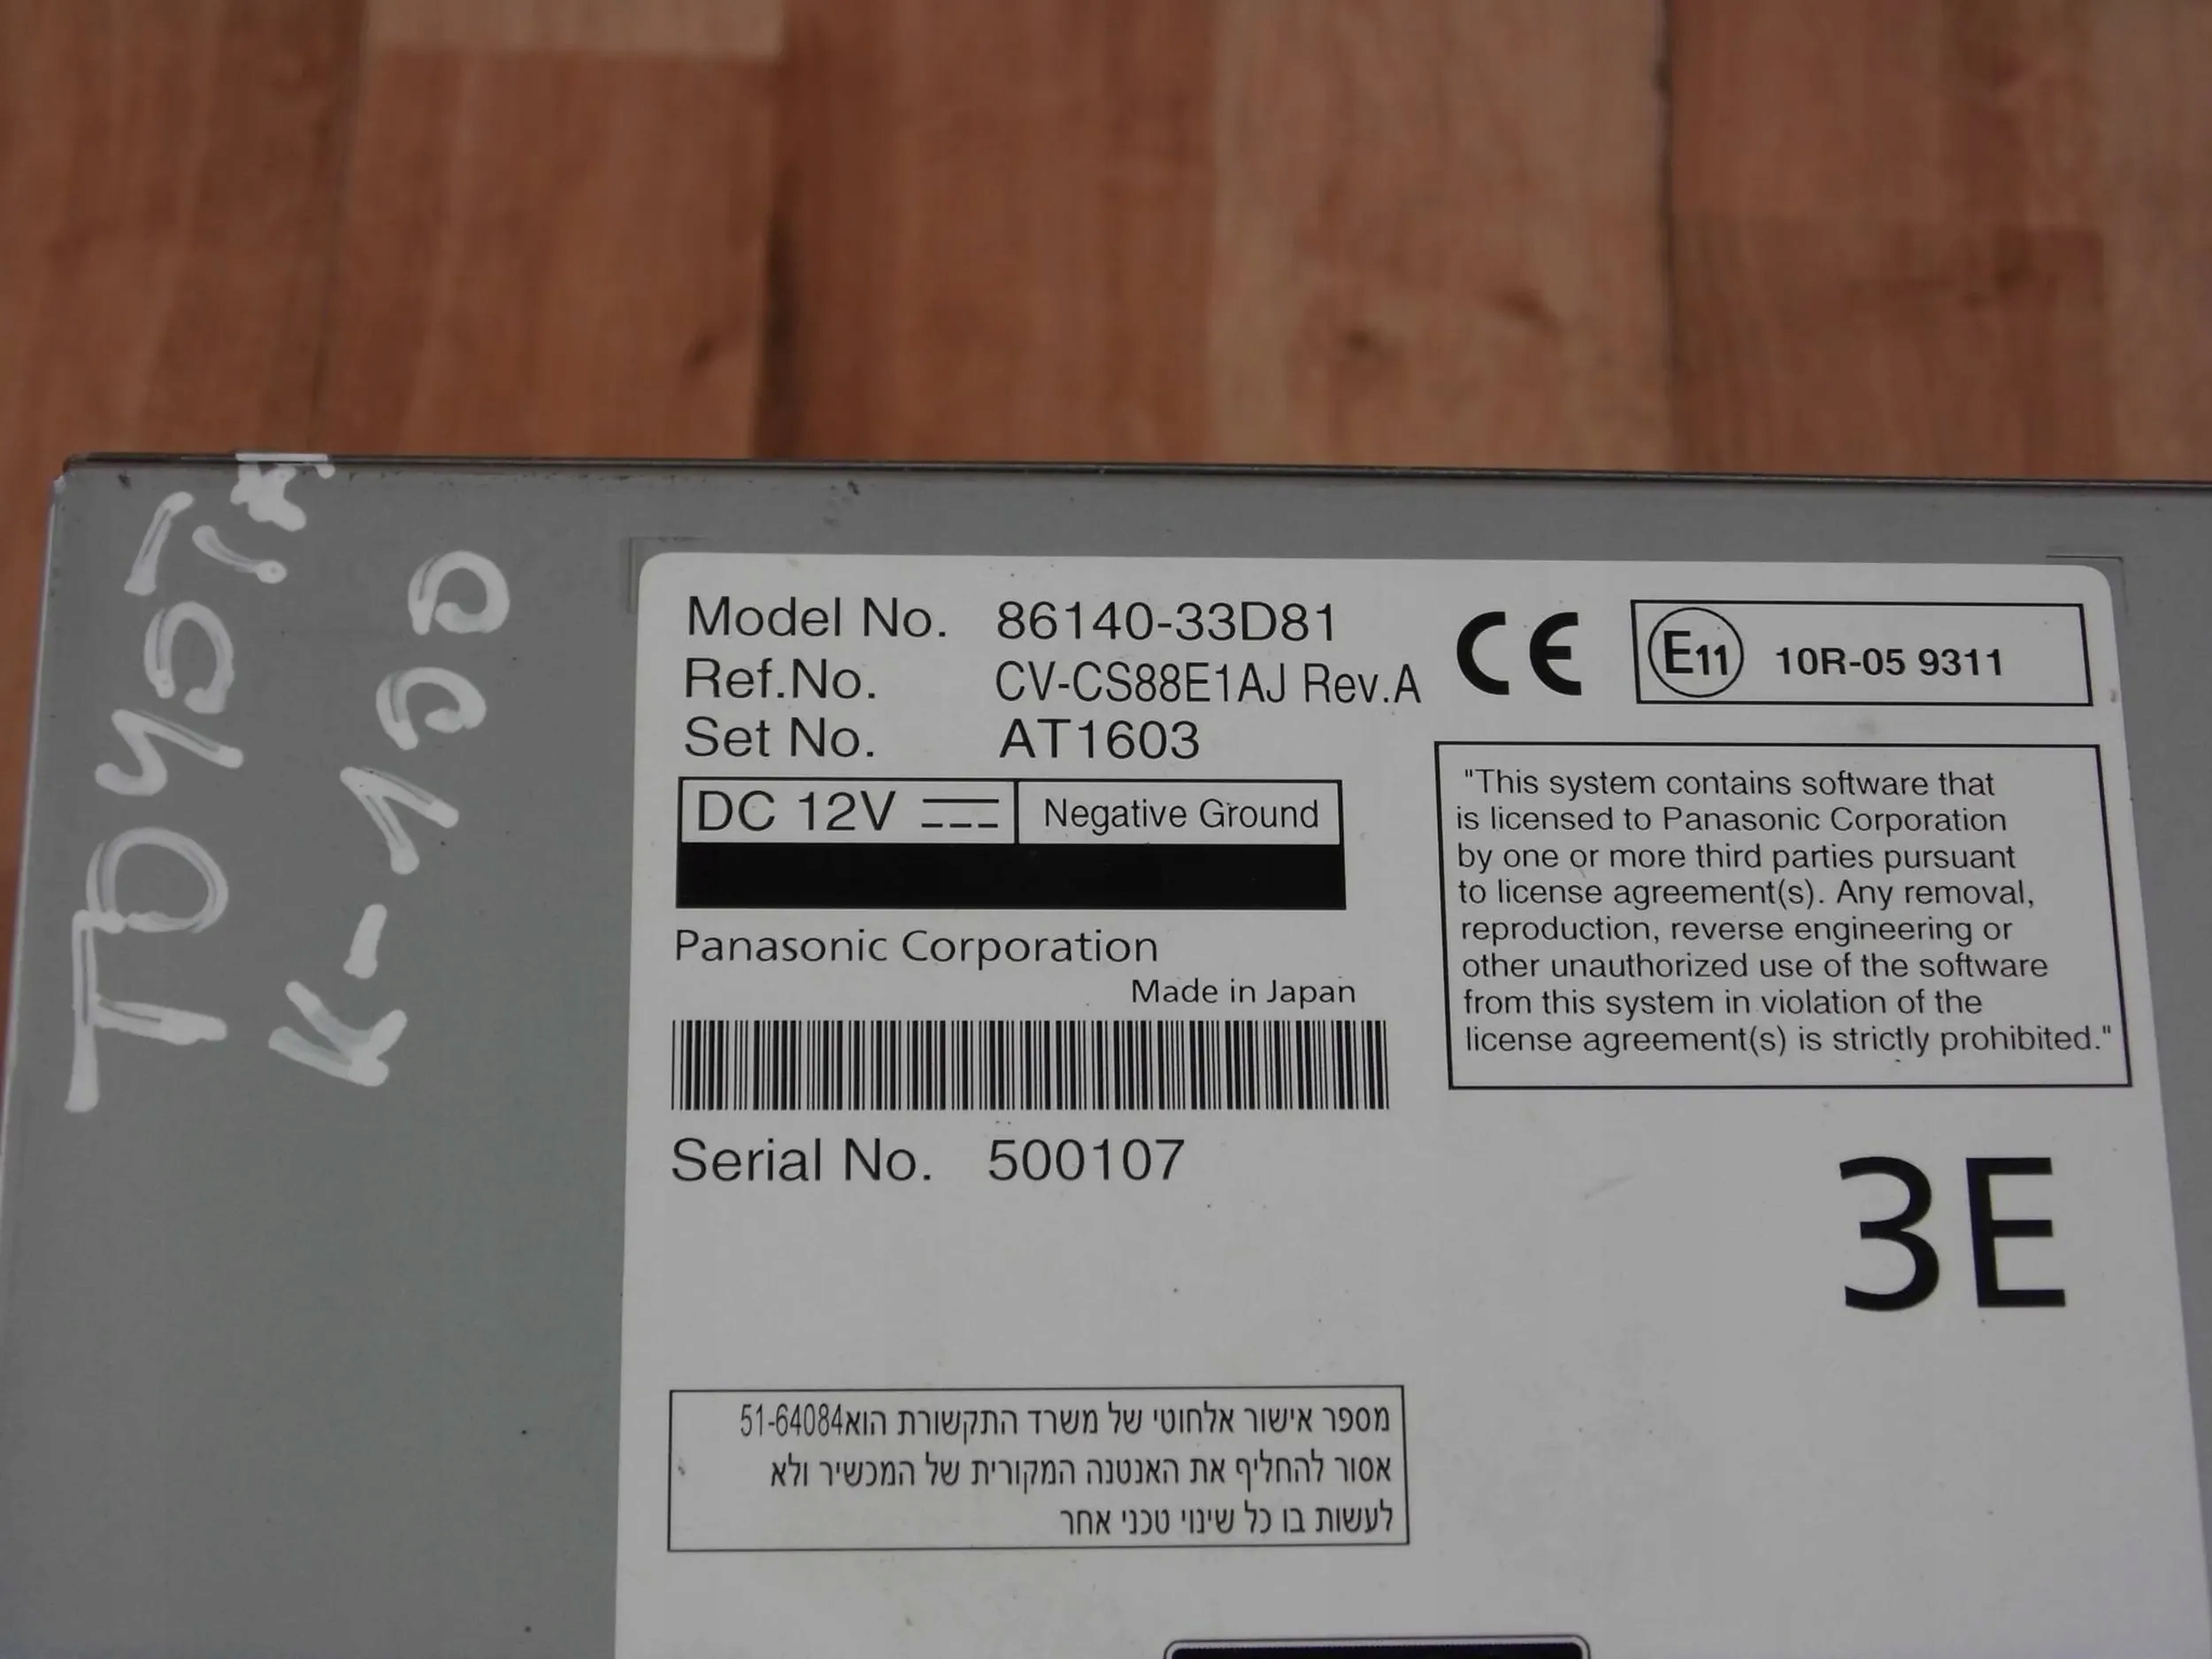 TOYOTA
K-100
Model No. 86140-33D81
Ref.No. CV-CS88E1AJ Rev.A
Set No. AT1603
DC 12V
Negative Ground
Panasonic Corporation
Made in Japan
Serial No. 500107
CE
E11 10R-05 9311
"This system contains software that
is licensed to Panasonic Corporation
by one or more third parties pursuant
to license agreement(s). Any removal,
reproduction, reverse engineering or
other unauthorized use of the software
from this system in violation of the
license agreement(s) is strictly prohibited."
3E
מספר אישור אלחוטי של משרד התקשורת הוא51-64084
אסור להחליף את האנטנה המקורית של המכשיר ולא
לעשות בו כל שינוי טכני אחר